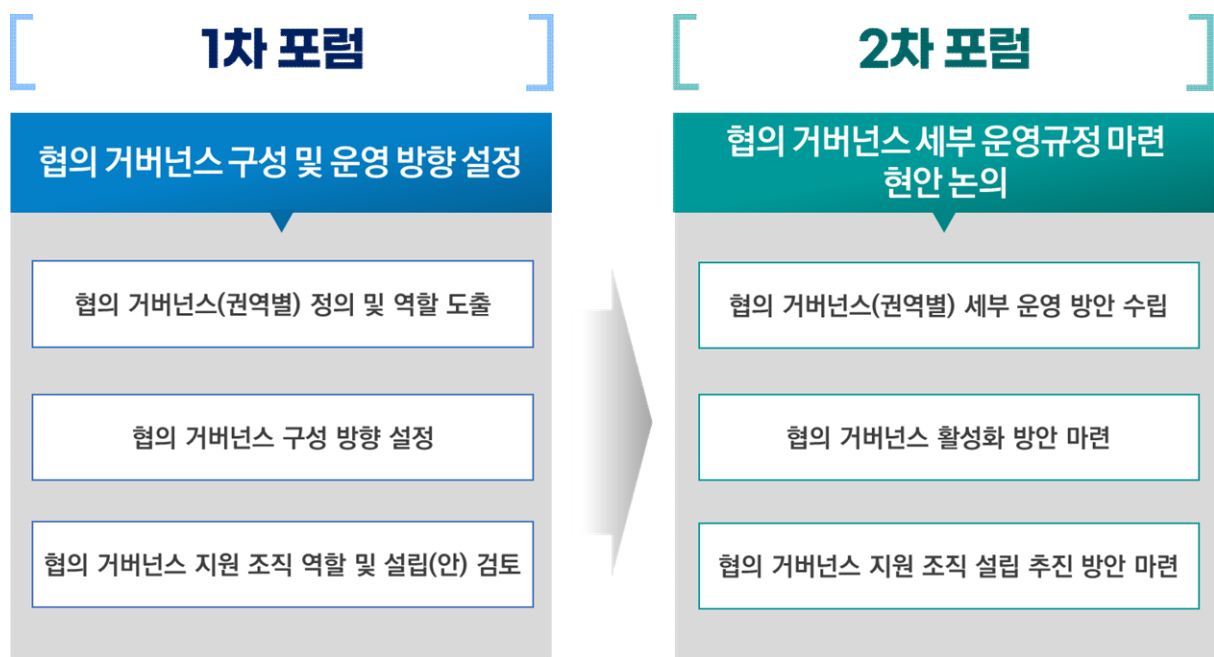 1차 포럼
협의 거버넌스 구성 및 운영 방향 설정
협의 거버넌스(권역별) 정의 및 역할 도출
협의 거버넌스 구성 방향 설정
협의 거버넌스 지원 조직 역할 및 설립(안) 검토
2차 포럼
협의 거버넌스 세부 운영규정 마련
현안 논의
협의 거버넌스(권역별) 세부 운영 방안 수립
협의 거버넌스 활성화 방안 마련
협의 거버넌스 지원 조직 설립 추진 방안 마련